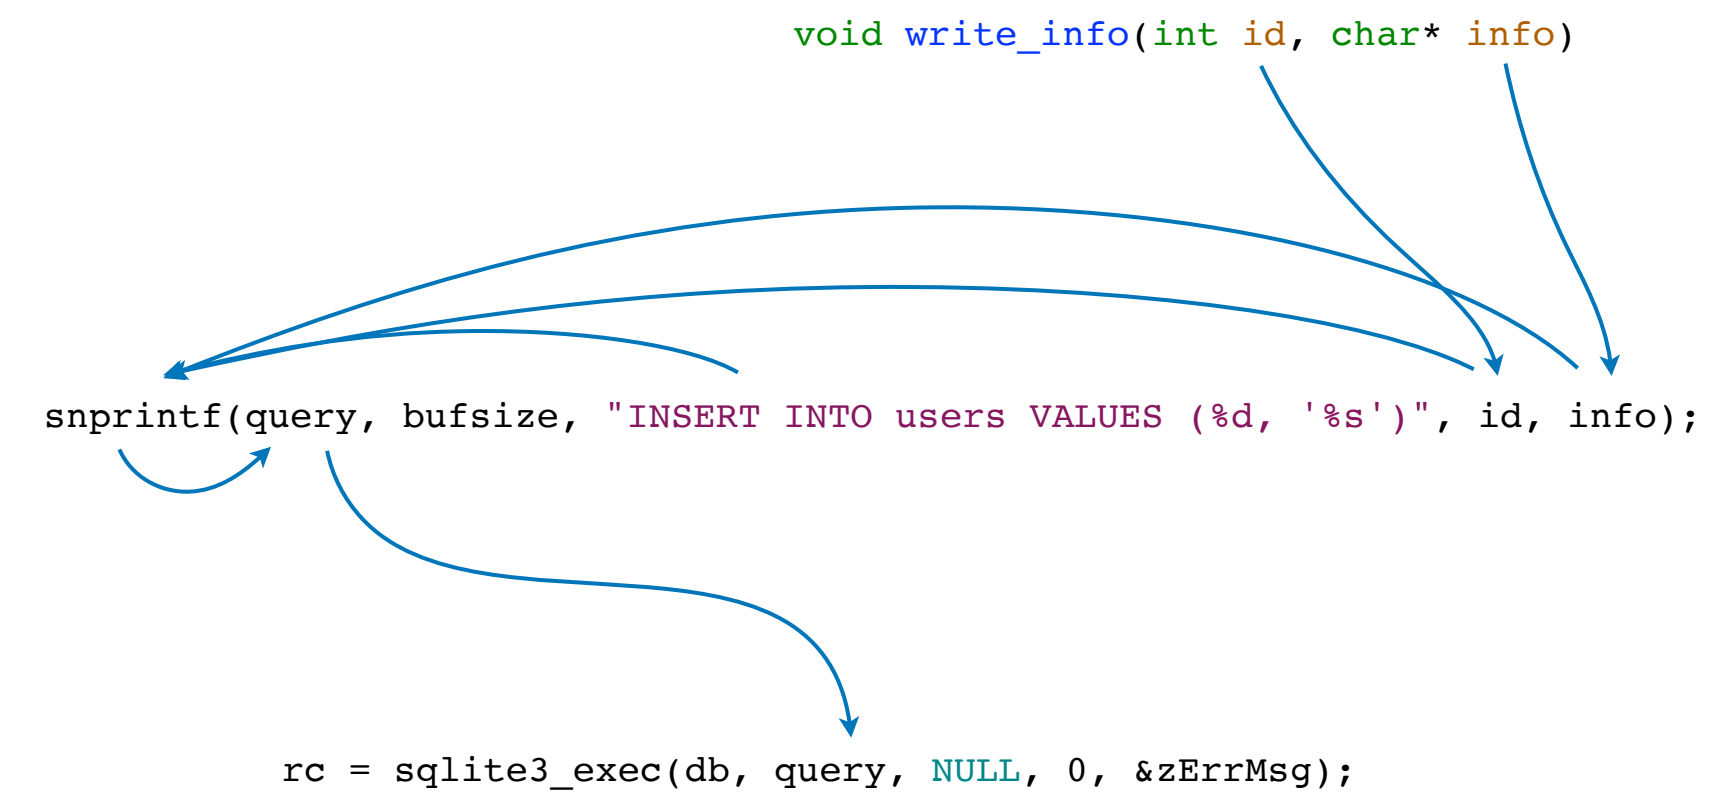 void write_info(int id, char* info)
snprintf(query, bufsize, "INSERT INTO users VALUES (%d, '%s')", id, info);
rc = sqlite3_exec(db, query, NULL, 0, &zErrMsg);